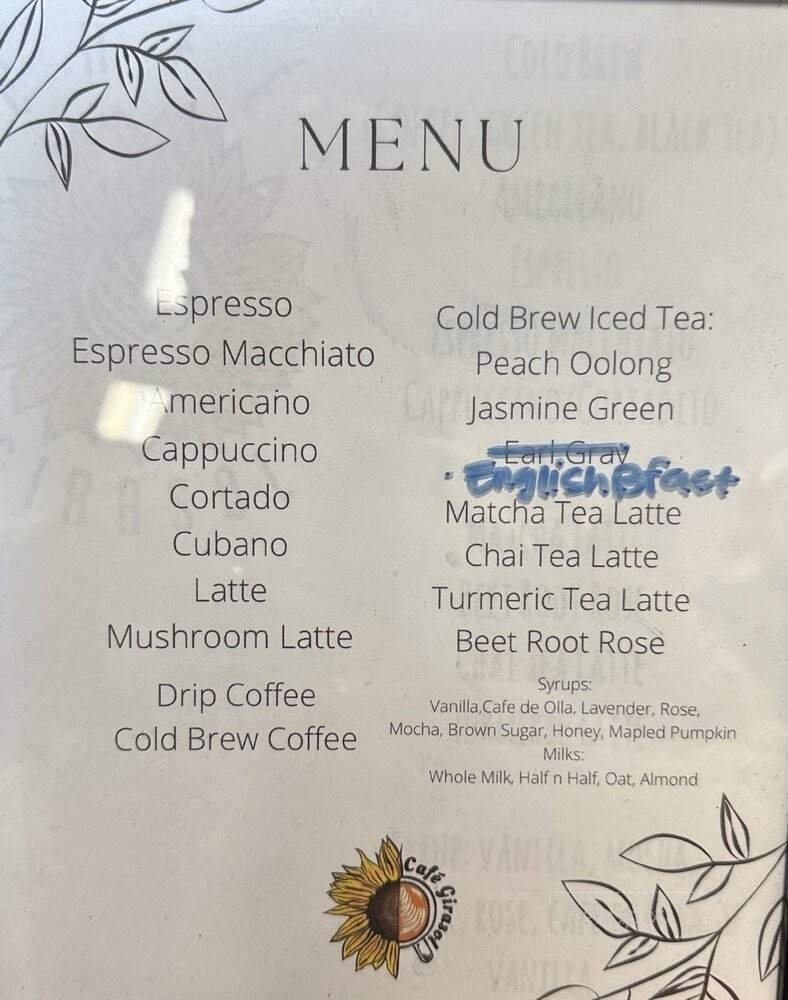 MENU
Espresso
Espresso Macchiato
Americano
Cappuccino
Cortado
Cubano
Latte
Mushroom Latte
Drip Coffee
Cold Brew Coffee
Cold Brew Iced Tea:
Peach Oolong
Jasmine Green
Earl Gray
· English Bfast
Matcha Tea Latte
Chai Tea Latte
Turmeric Tea Latte
Beet Root Rose
Syrups:
Vanilla,Cafe de Olla, Lavender, Rose,
Mocha, Brown Sugar, Honey, Mapled Pumpkin
Milks:
Whole Milk, Half n Half, Oat, Almond
Café Girasol